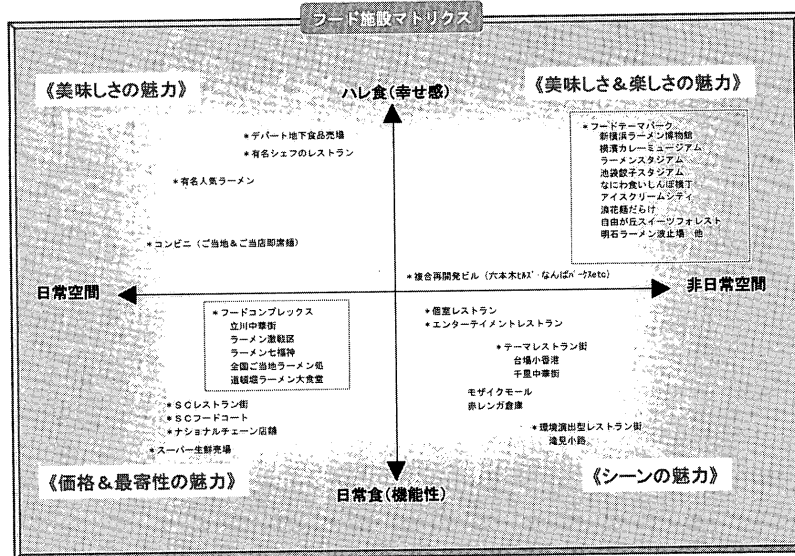 フード施設マトリクス
《美味しさの魅力》
ハレ食(幸せ感)
《美味しさ&楽しさの魅力》
*デパート地下食品売場
*有名シェフのレストラン
*有名人気ラーメン
*コンビニ（ご当地&ご当店即席麺）
*フードテーマパーク
新横浜ラーメン博物館
横濱カレーミュージアム
ラーメンスタジアム
池袋餃子スタジアム
なにわ食いしんぼ横丁
アイスクリームシティ
浪花麺だらけ
自由が丘スイーツフォレスト
明石ラーメン波止場　他
*複合再開発ビル（六本木ﾋﾙｽﾞ・なんばﾊﾟｰｸｽetc）
日常空間
非日常空間
*フードコンプレックス
立川中華街
ラーメン激戦区
ラーメン七福神
全国ご当地ラーメン処
道頓堀ラーメン大食堂
*SCレストラン街
*SCフードコート
*ナショナルチェーン店舗
*スーパー生鮮売場
*個室レストラン
*エンターテイメントレストラン
*テーマレストラン街
台場小香港
千里中華街
モザイクモール
赤レンガ倉庫
*環境演出型レストラン街
滝見小路
《価格&最寄性の魅力》
日常食(機能性)
《シーンの魅力》